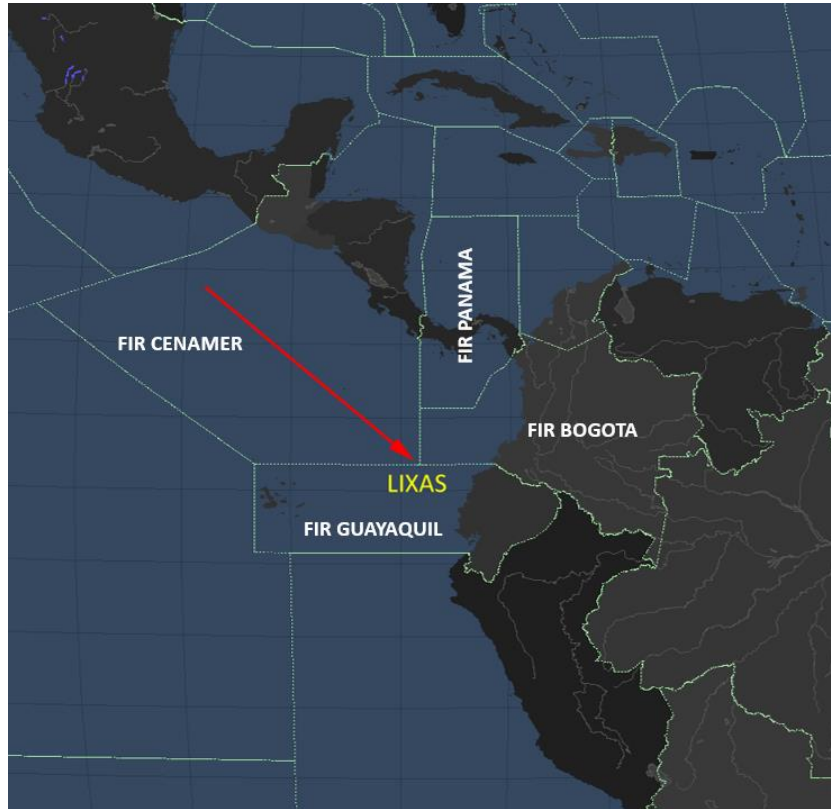 FIR PANAMA
FIR CENAMER
FIR BOGOTA
LIXAS
FIR GUAYAQUIL